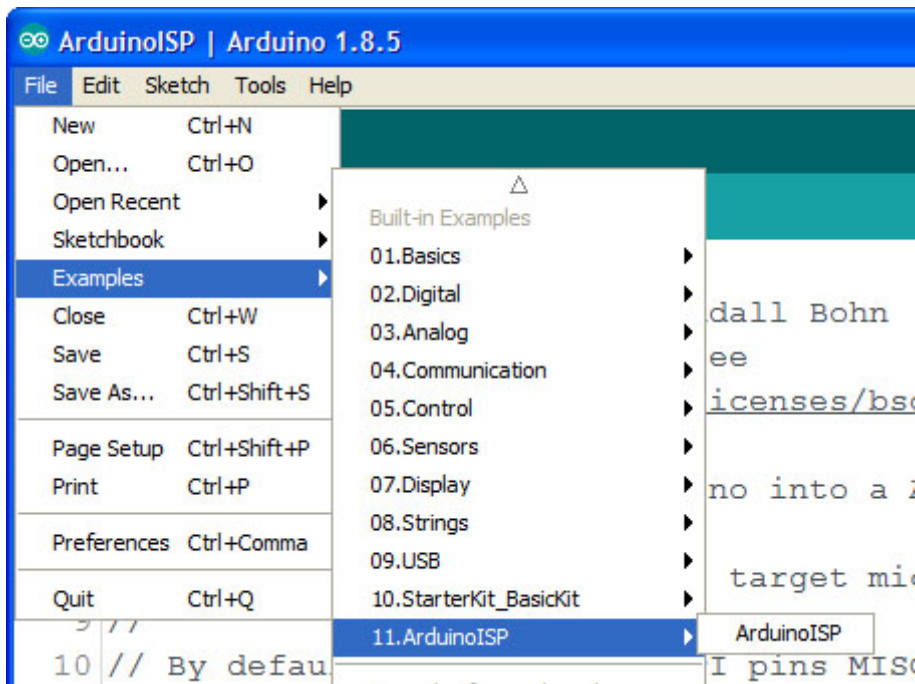 ArduinoISP | Arduino 1.8.5
File Edit Sketch Tools Help
New Ctrl+N
Open... Ctrl+O
Open Recent
Sketchbook
Examples
Close Ctrl+W
Save Ctrl+S
Save As... Ctrl+Shift+S
Page Setup Ctrl+Shift+P
Print Ctrl+P
Preferences Ctrl+Comma
Quit Ctrl+Q
Built-in Examples
01.Basics
02.Digital
03.Analog
04.Communication
05.Control
06.Sensors
07.Display
08.Strings
09.USB
10.StarterKit_BasicKit
11.ArduinoISP
ArduinoISP
dall Bohn
ee
icenses/bs
no into a
target mi
9 //
10 // By defau I pins MISO